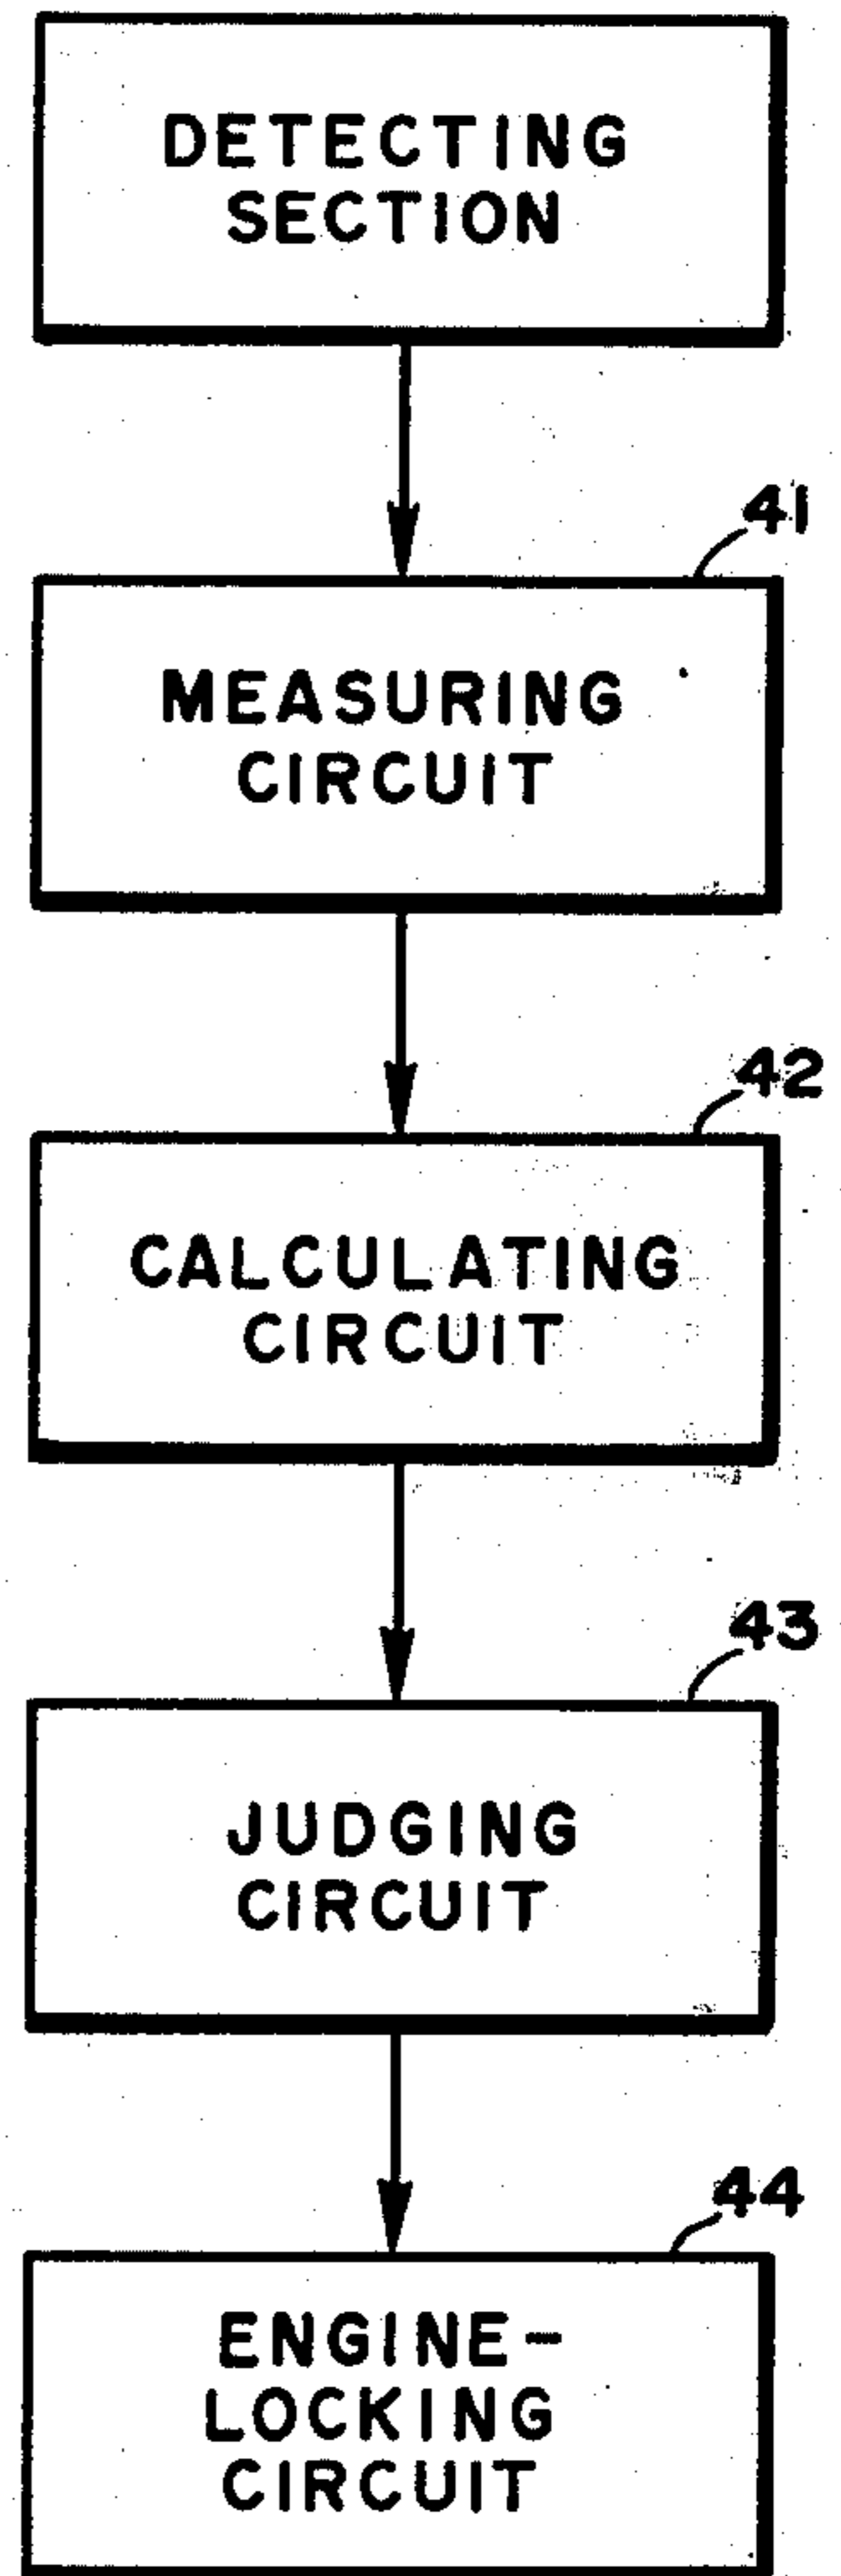 DETECTING
SECTION
41
MEASURING
CIRCUIT
42
CALCULATING
CIRCUIT
43
JUDGING
CIRCUIT
44
ENGINE-
LOCKING
CIRCUIT